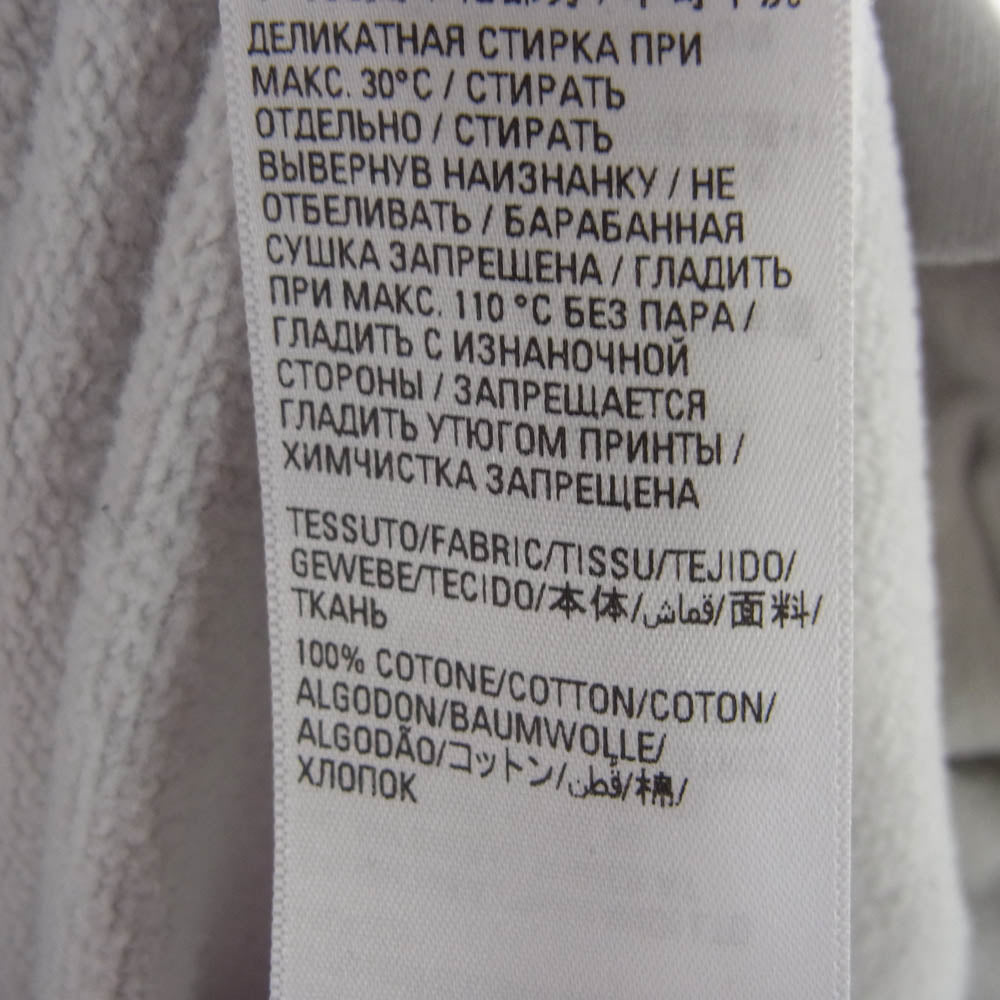 ДЕЛИКАТНАЯ СТИРКА ПРИ
МАКС. 30°C / СТИРАТЬ
ОТДЕЛЬНО / СТИРАТЬ
ВЫВЕРНУВ НАИЗНАНКУ / НЕ
ОТБЕЛИВАТЬ / БАРАБАННАЯ
СУШКА ЗАПРЕЩЕНА / ГЛАДИТЬ
ПРИ МАКС. 110 °C БЕЗ ПАРА /
ГЛАДИТЬ С ИЗНАНОЧНОЙ
СТОРОНЫ / ЗАПРЕЩАЕТСЯ
ГЛАДИТЬ УТЮГОМ ПРИНТЫ /
ХИМЧИСТКА ЗАПРЕЩЕНА
TESSUTO/FABRIC/TISSU/TEJIDO/
GEWEBE/TECIDO/本体/قماش/面料/
ТКАНЬ
100% COTONE/COTTON/COTON/
ALGODON/BAUMWOLLE/
ALGODÃO/コットン/قطن/棉/
ХЛОПОК